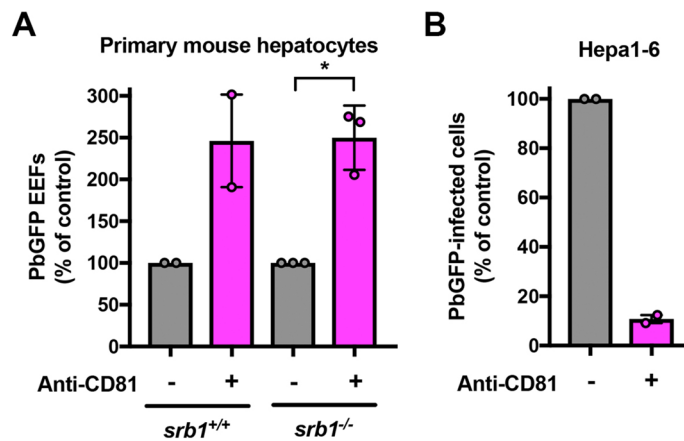 A
Primary mouse hepatocytes
*
PbGFP EEFs
(% of control)
300
250
200
150
100
50
0
Anti-CD81
- + - +
srb1+/+ srb1-/-
B
Hepa1-6
PbGFP-infected cells
(% of control)
100
80
60
40
20
0
Anti-CD81 - +